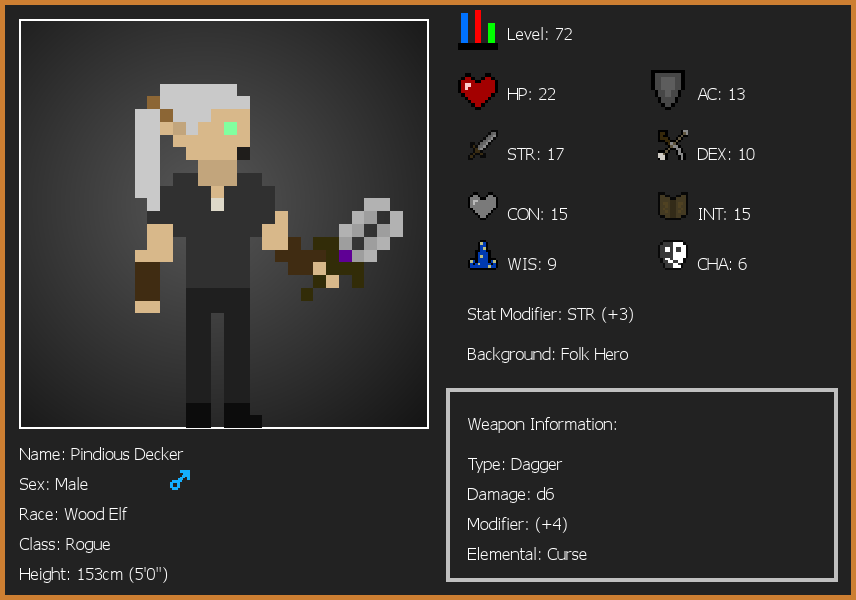 Level: 72
HP: 22
AC: 13
STR: 17
DEX: 10
CON: 15
INT: 15
WIS: 9
CHA: 6
Stat Modifier: STR (+3)
Background: Folk Hero
Weapon Information:
Type: Dagger
Damage: d6
Modifier: (+4)
Elemental: Curse
Name: Pindious Decker
Sex: Male
Race: Wood Elf
Class: Rogue
Height: 153cm (5'0")